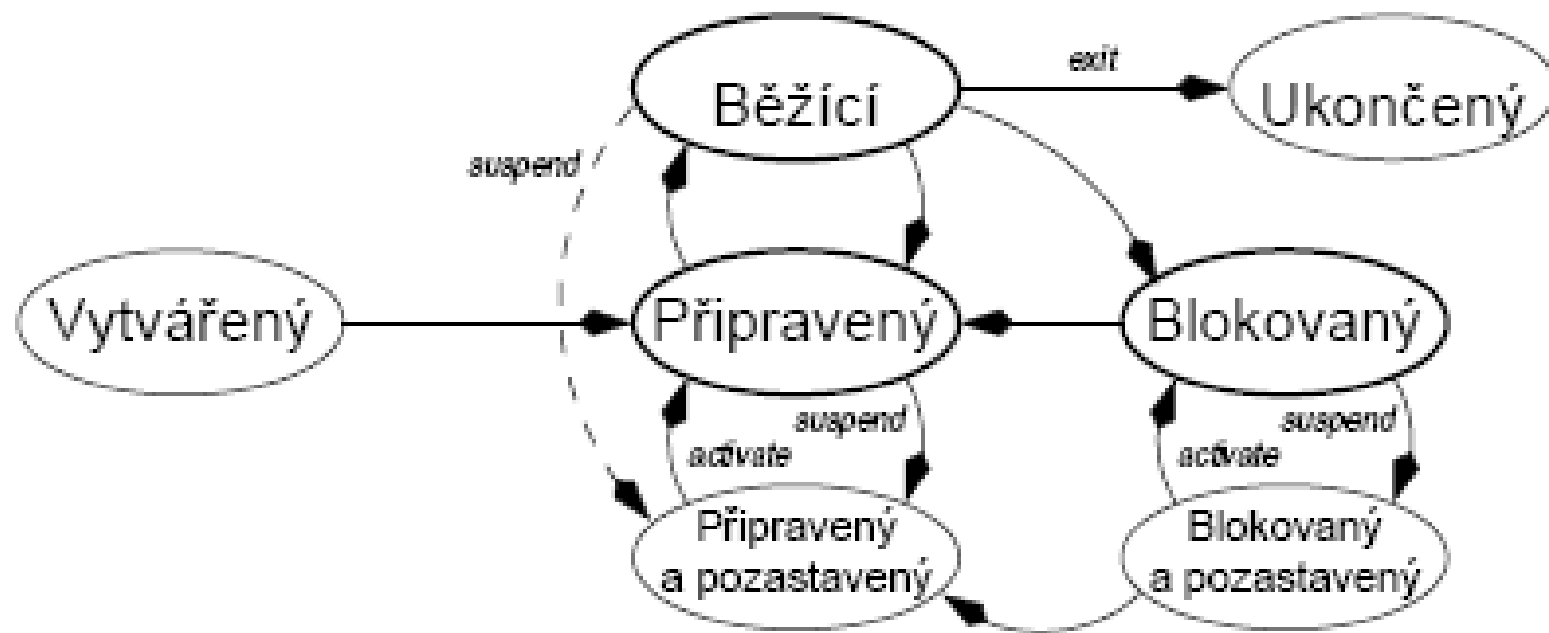 exit
Běžící
Ukončený
suspend
Vytvářený
Připravený
Blokovaný
suspend
activate
suspend
activate
Připravený
a pozastavený
Blokovaný
a pozastavený